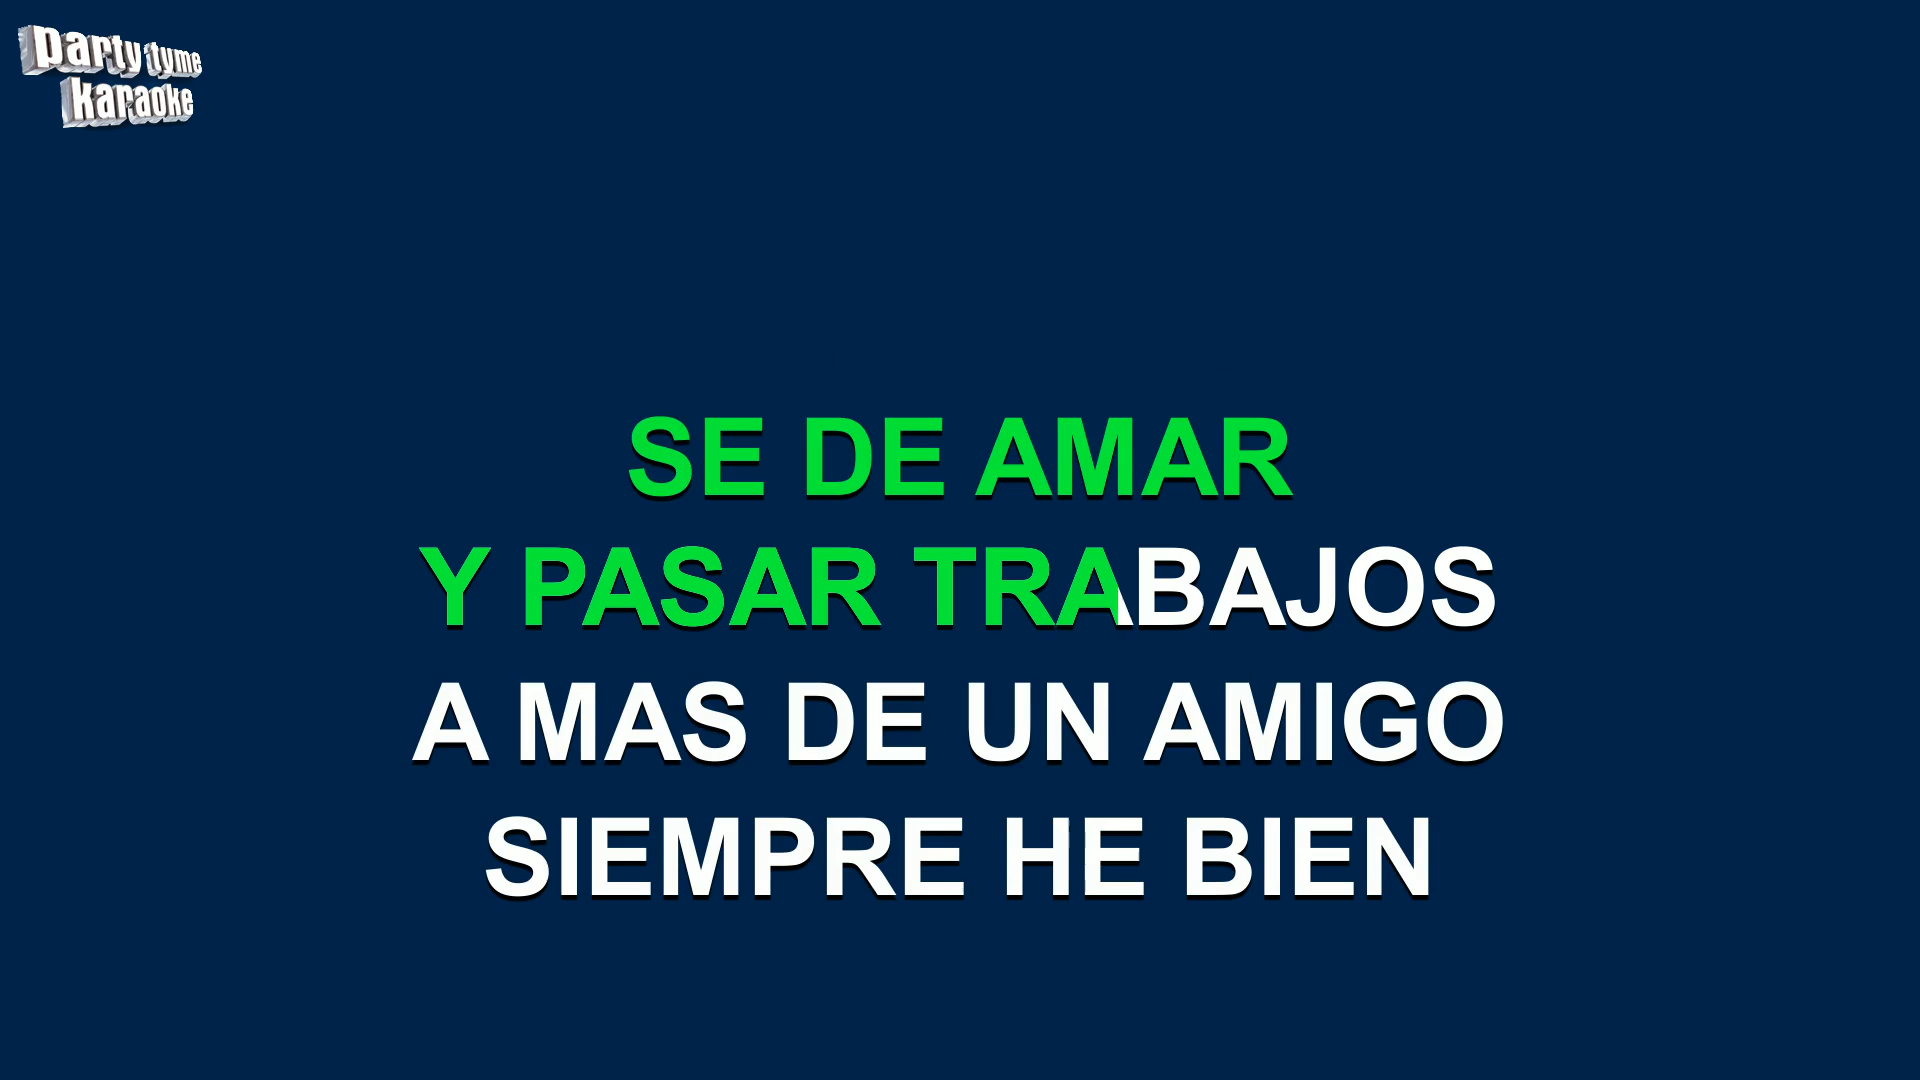 party tyme
karaoke
SE DE AMAR
Y PASAR TRABAJOS
A MAS DE UN AMIGO
SIEMPRE HE BIEN